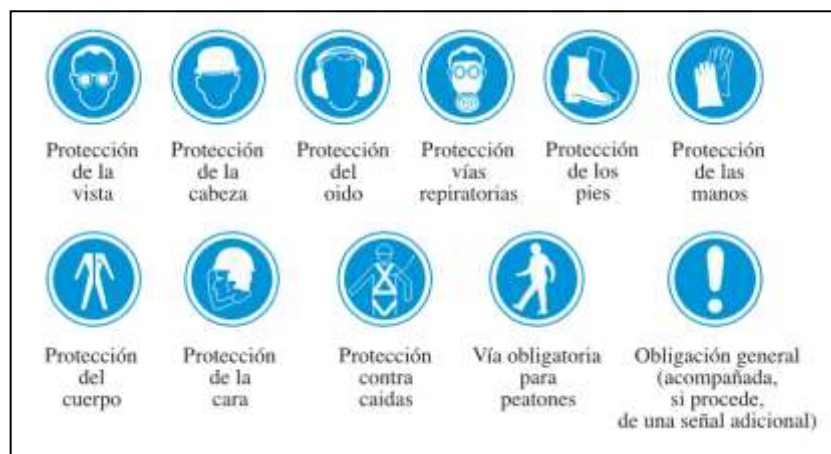 Protección
de la
vista
Protección
de la
cabeza
Protección
del
oido
Protección
vías
repiratorias
Protección
de los
pies
Protección
de las
manos
Protección
del
cuerpo
Protección
de la
cara
Protección
contra
caidas
Vía obligatoria
para
peatones
Obligación general
(acompañada,
si procede,
de una señal adicional)